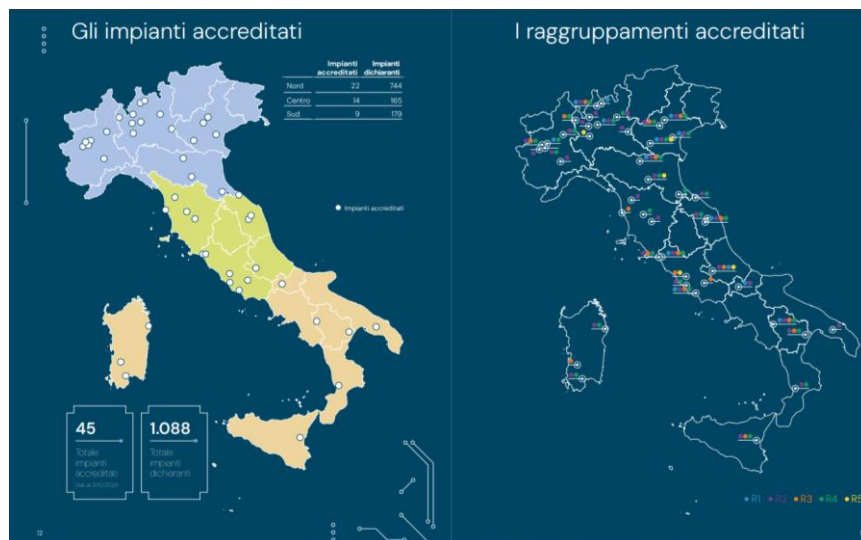 Gli impianti accreditati
Impianti accreditati
Impianti dichiaranti
Nord 22 744
Centro 14 165
Sud 9 179
Impianti accreditati
45
Totale
impianti
accreditati
1.088
Totale
impianti
dichiaranti
12
I raggruppamenti accreditati
R1 R2 R3 R4 R5